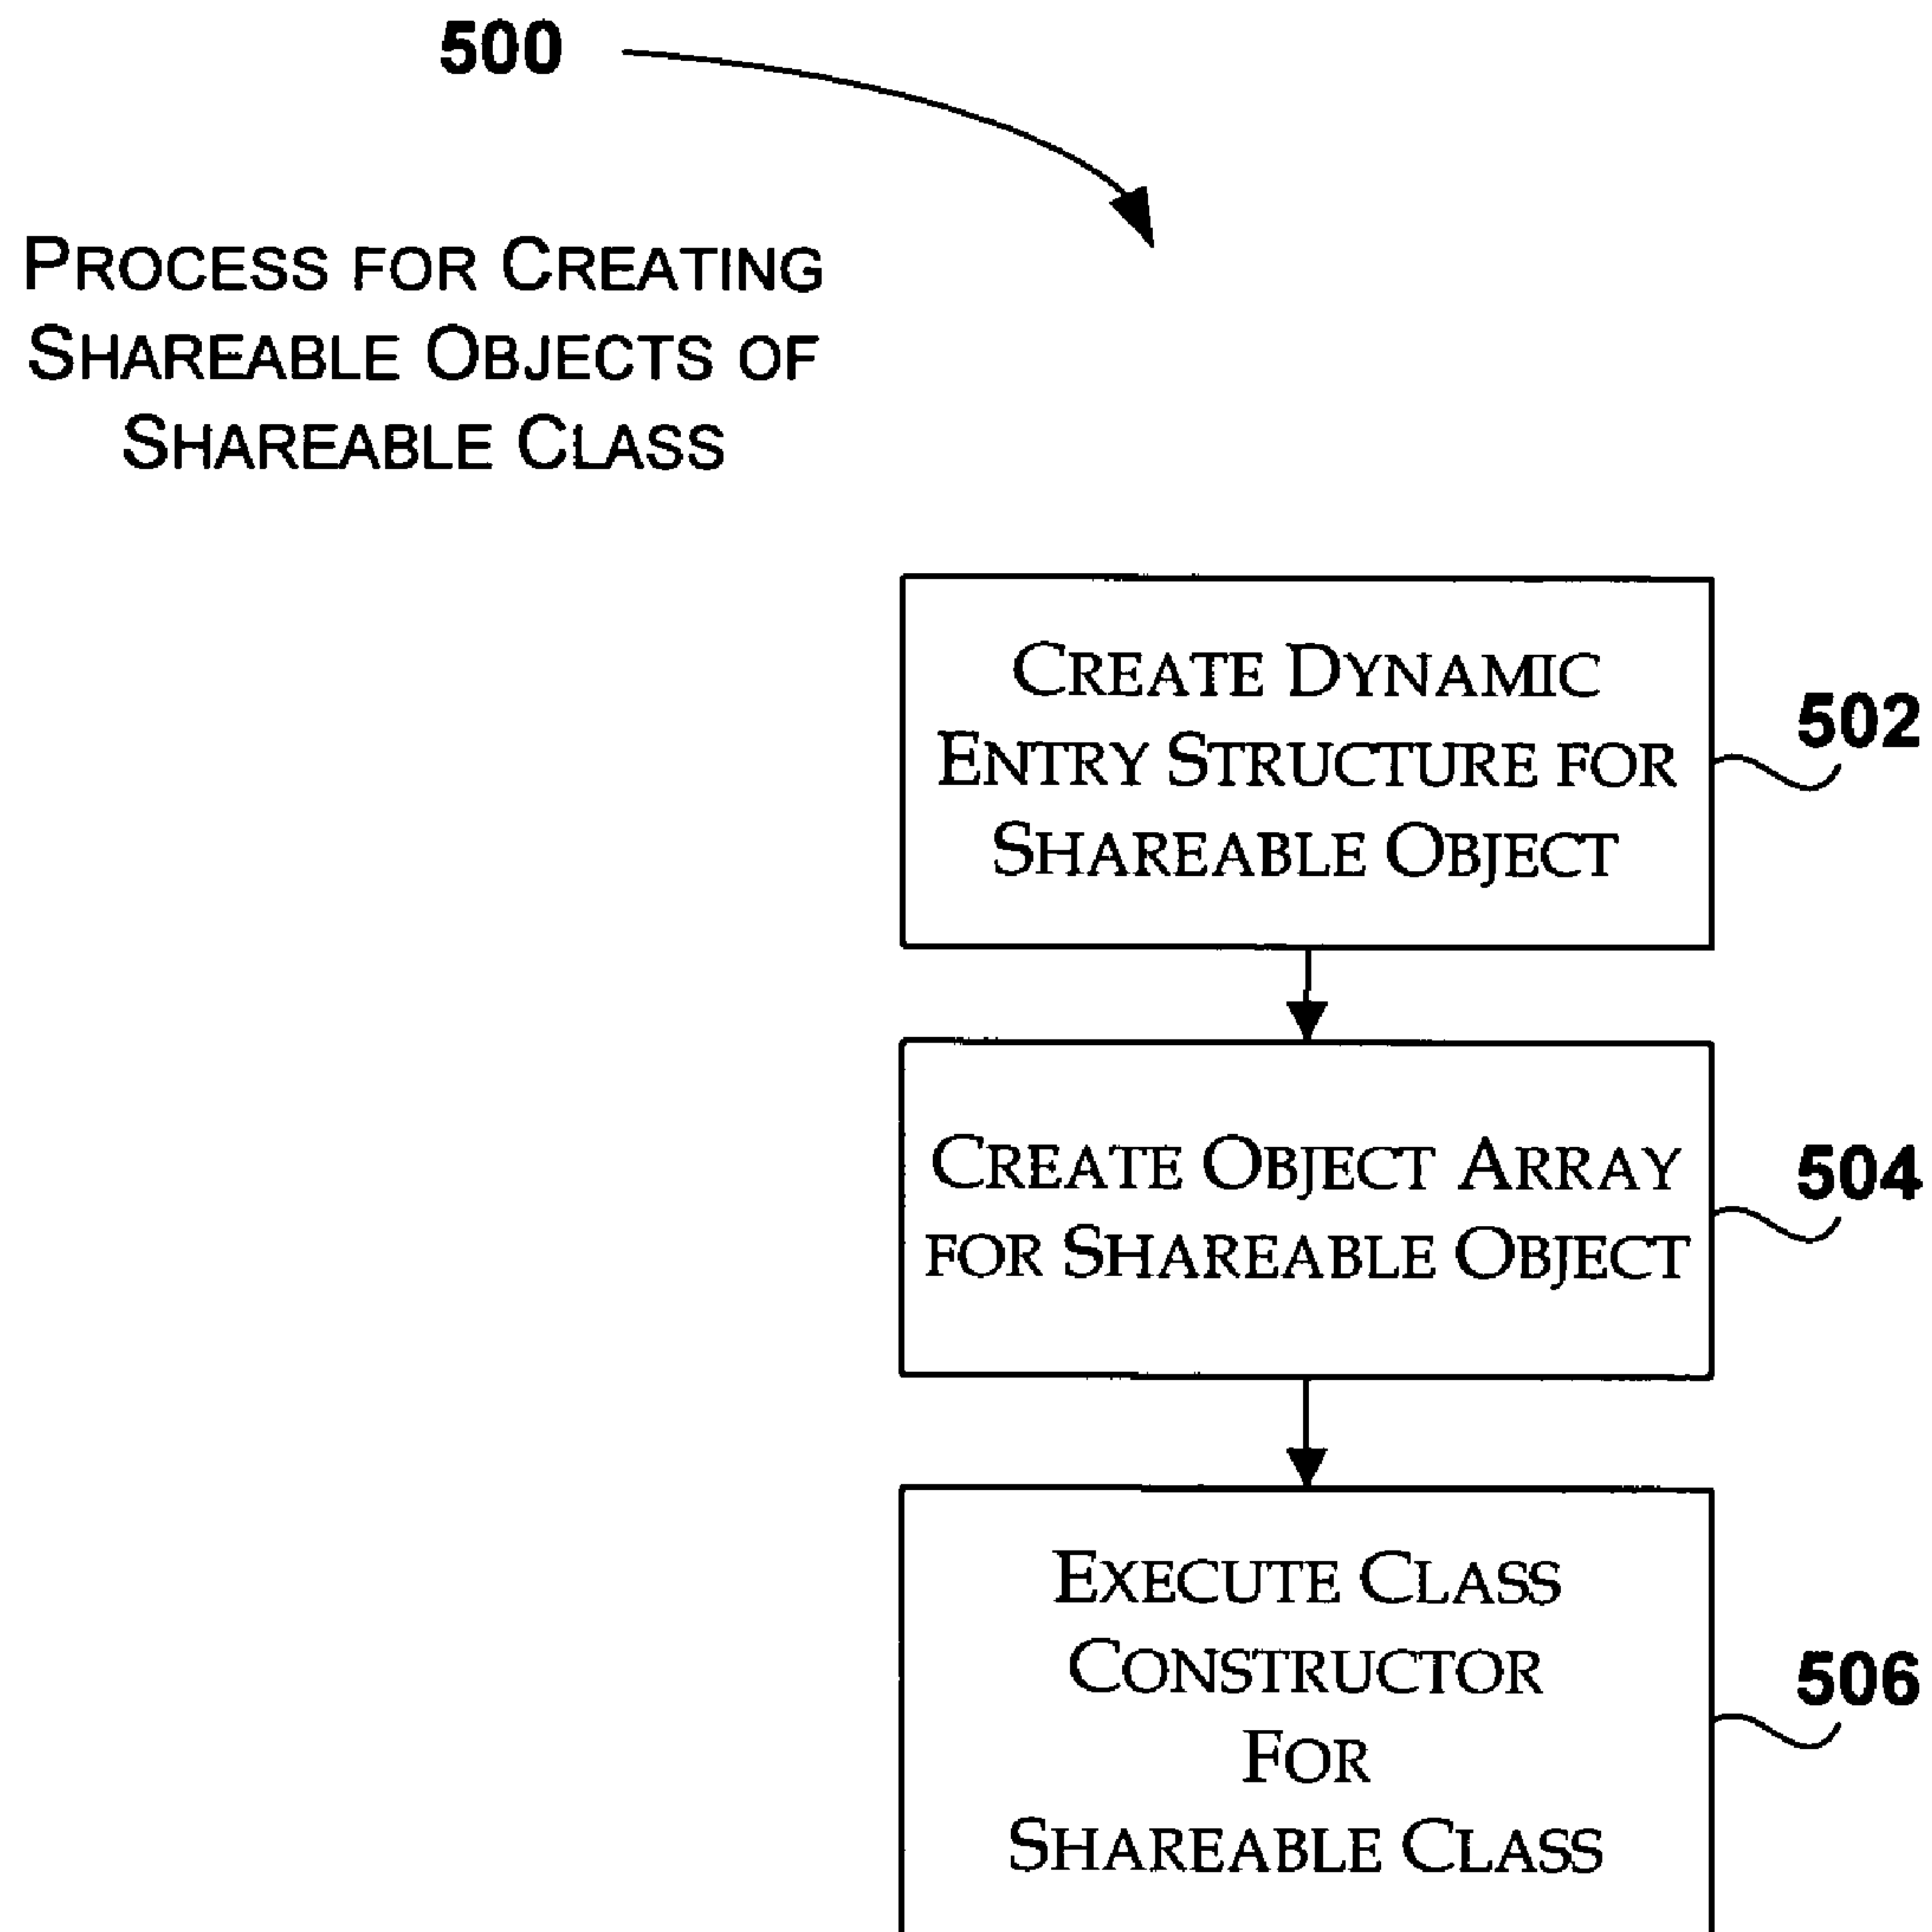 500
PROCESS FOR CREATING
SHAREABLE OBJECTS OF
SHAREABLE CLASS
CREATE DYNAMIC
ENTRY STRUCTURE FOR
SHAREABLE OBJECT
502
CREATE OBJECT ARRAY
FOR SHAREABLE OBJECT
504
EXECUTE CLASS
CONSTRUCTOR
FOR
SHAREABLE CLASS
506